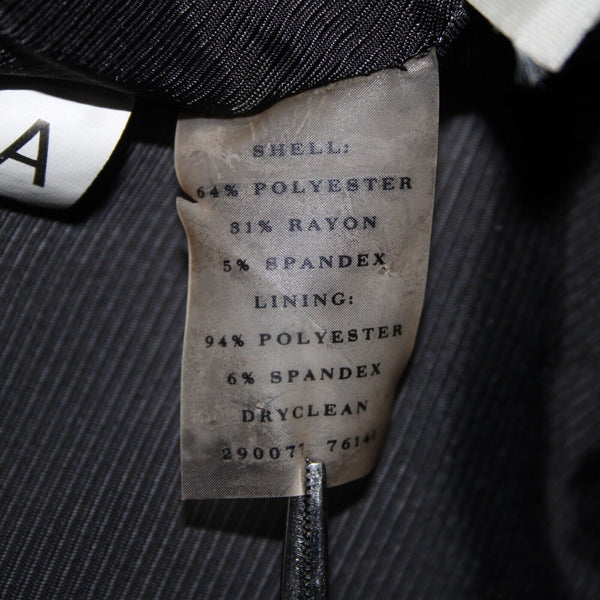 A
SHELL:
64% POLYESTER
31% RAYON
5% SPANDEX
LINING:
94% POLYESTER
6% SPANDEX
DRYCLEAN